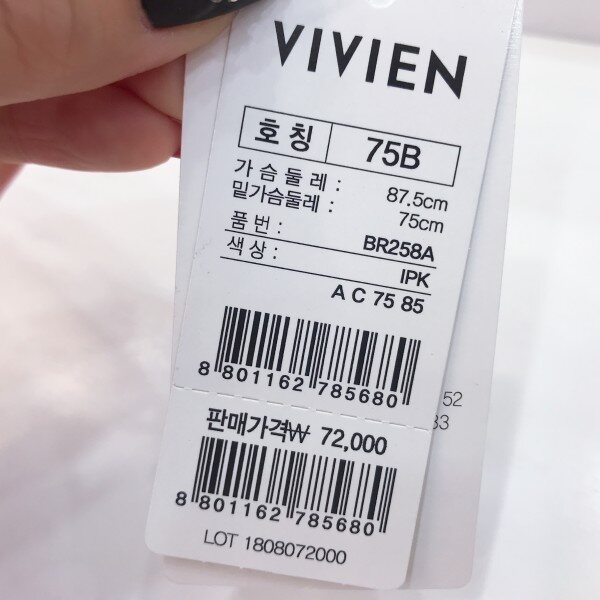 VIVIEN
호칭 75B
가슴둘레 : 87.5cm
밑가슴둘레 : 75cm
품번 : BR258A
색상 : IPK
A C 75 85
8 801162 785680
판매가격₩ 72,000
8 801162 785680
LOT 1808072000
52
33